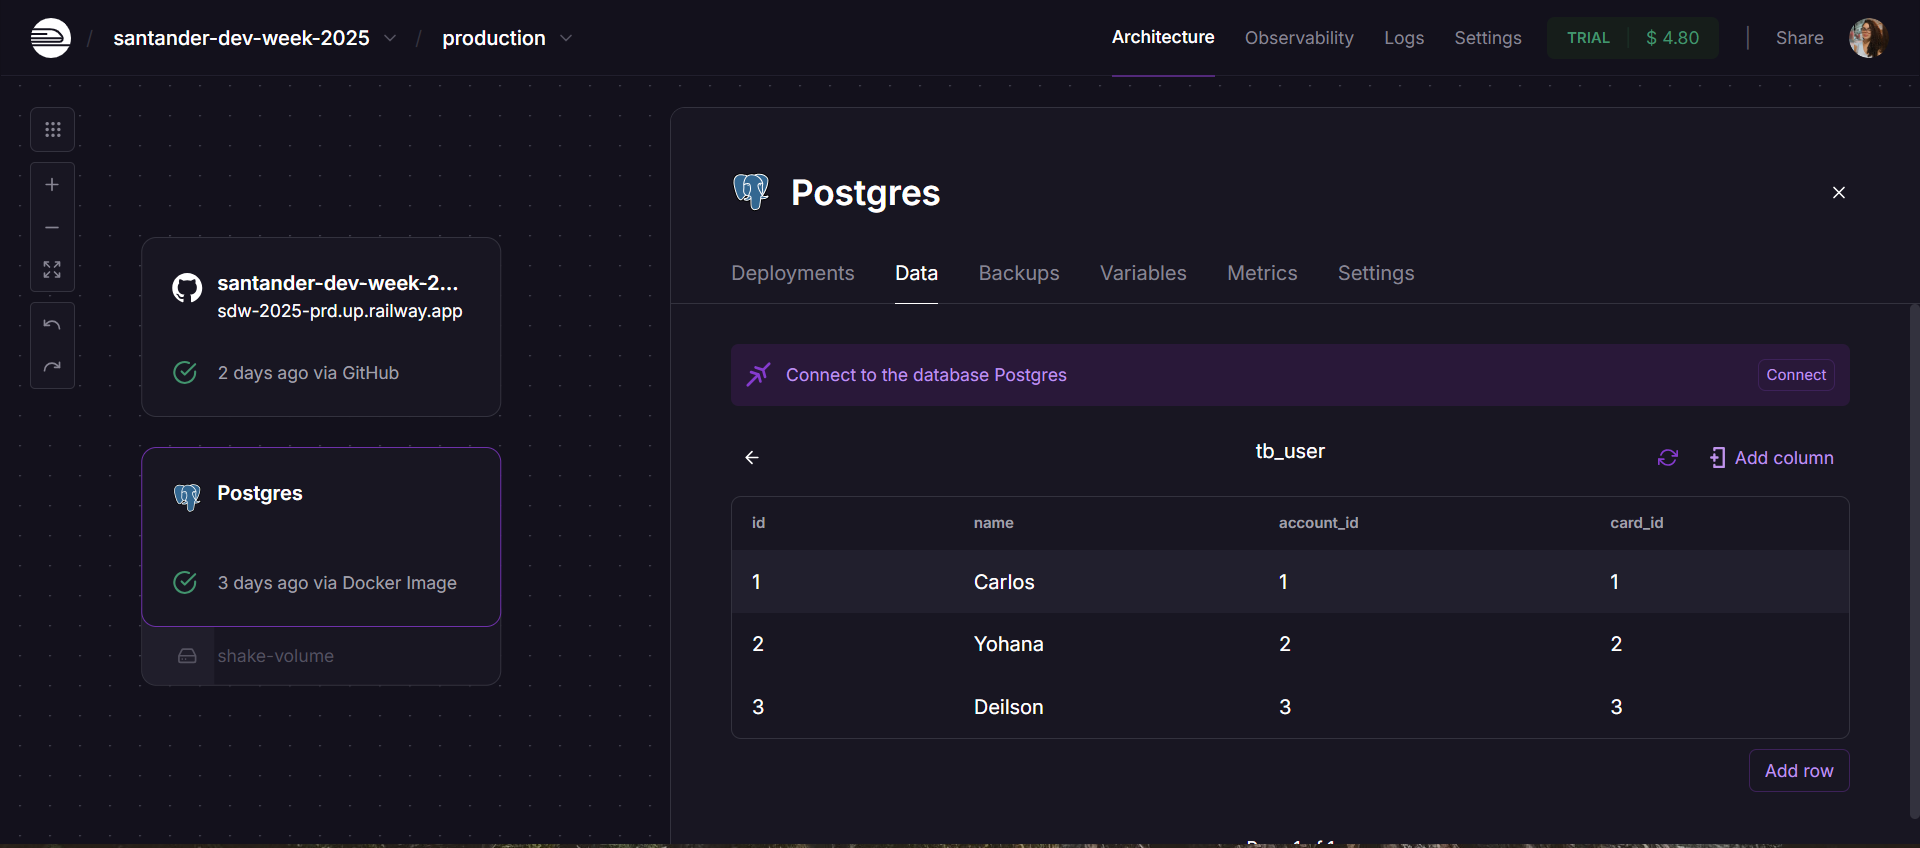 / santander-dev-week-2025 / production
Architecture Observability Logs Settings TRIAL $ 4.80 Share
santander-dev-week-2...
sdw-2025-prd.up.railway.app
2 days ago via GitHub
Postgres
3 days ago via Docker Image
shake-volume
Postgres
Deployments Data Backups Variables Metrics Settings
Connect to the database Postgres Connect
tb_user Add column
id name account_id card_id
1 Carlos 1 1
2 Yohana 2 2
3 Deilson 3 3
Add row